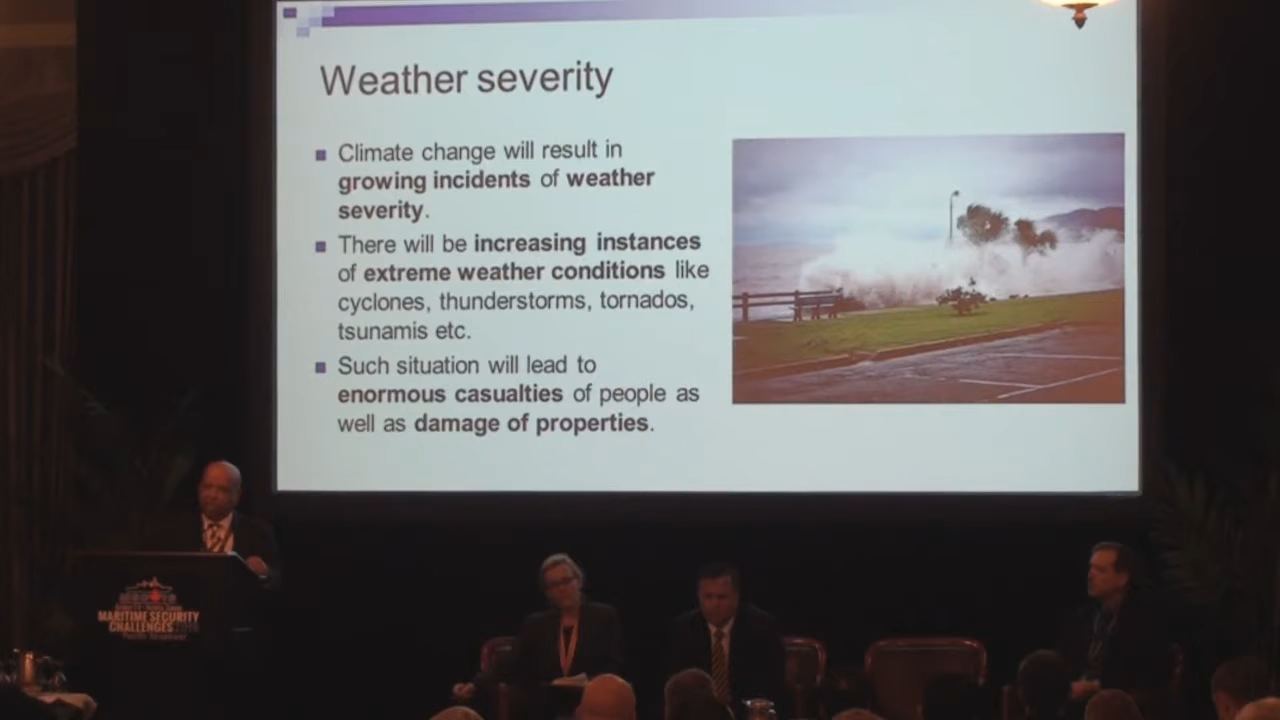 Weather severity
Climate change will result in
growing incidents of weather
severity.
There will be increasing instances
of extreme weather conditions like
cyclones, thunderstorms, tornados,
tsunamis etc.
Such situation will lead to
enormous casualties of people as
well as damage of properties.
MARITIME SECURITY
CHALLENGES